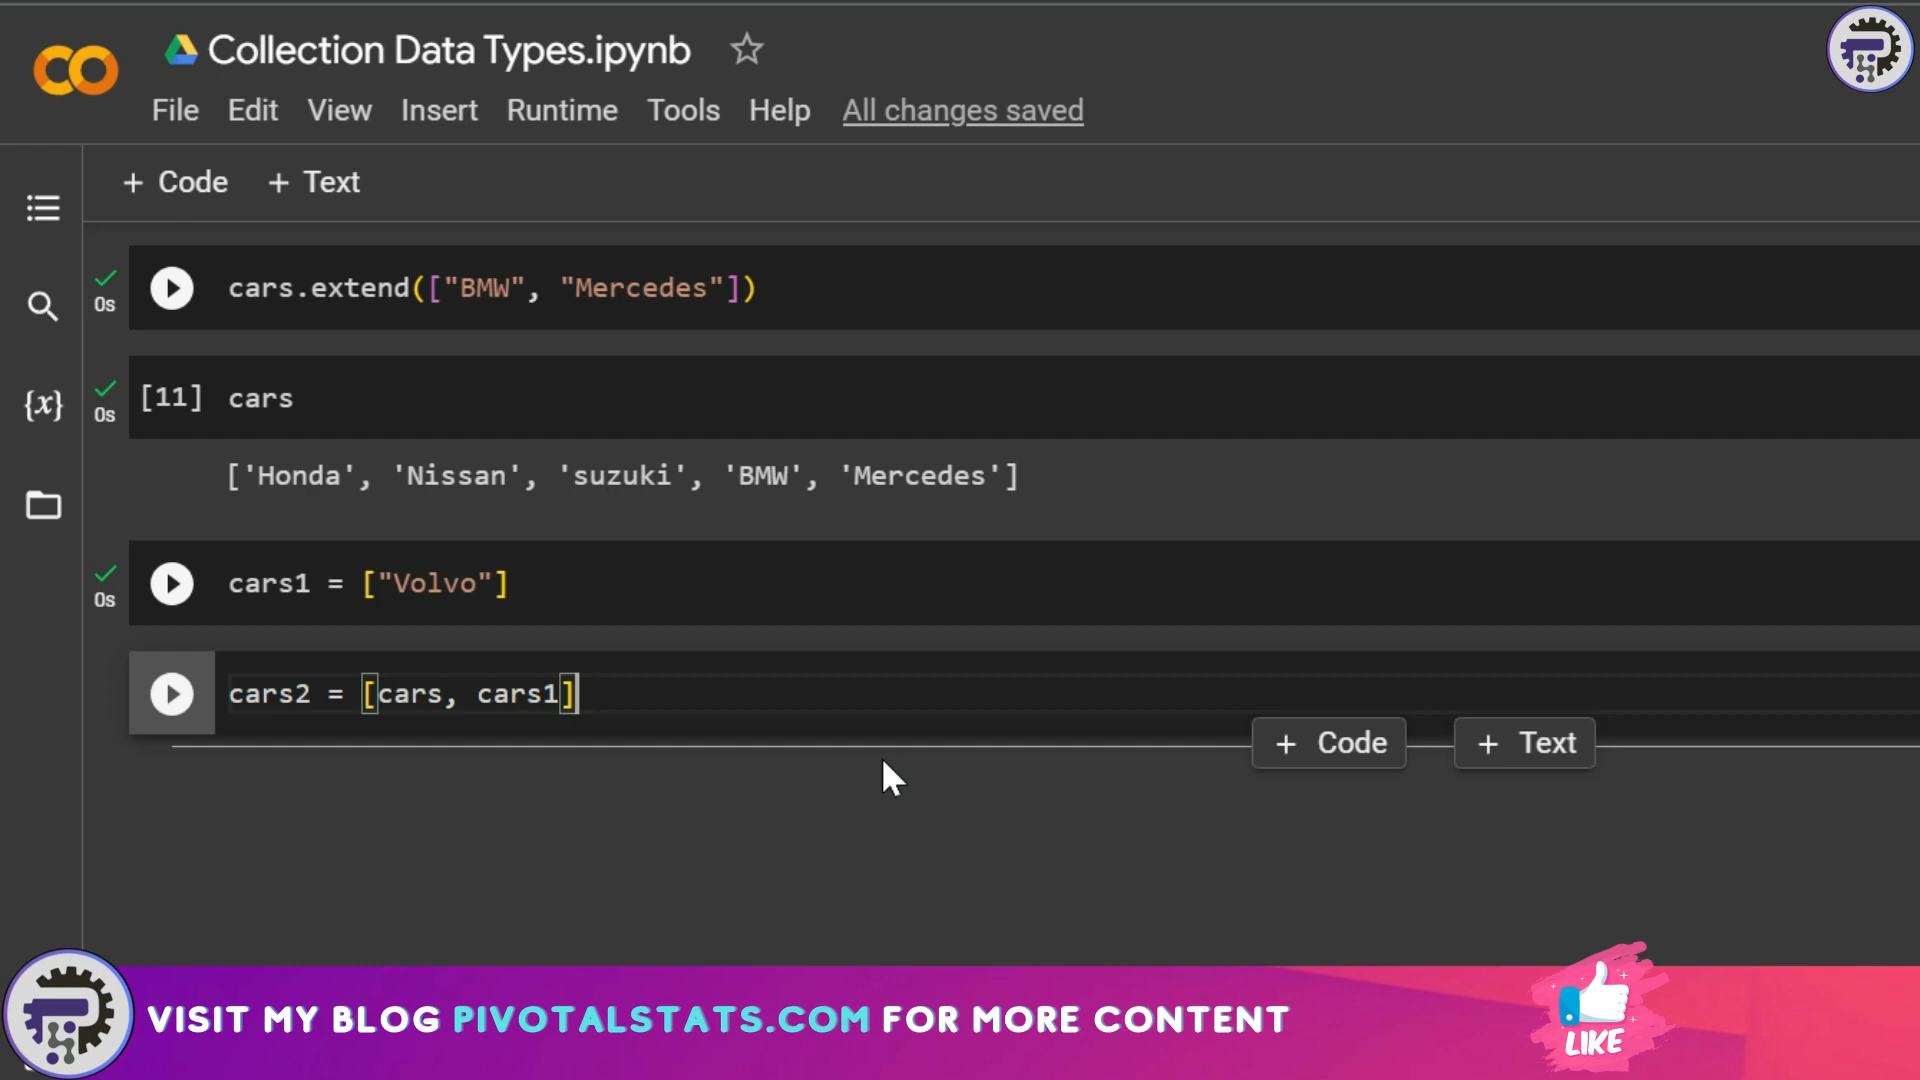 CO Collection Data Types.ipynb
File Edit View Insert Runtime Tools Help All changes saved
+ Code + Text
0s cars.extend(["BMW", "Mercedes"])
{x} 0s [11] cars
['Honda', 'Nissan', 'suzuki', 'BMW', 'Mercedes']
0s cars1 = ["Volvo"]
cars2 = [cars, cars1]
+ Code + Text
VISIT MY BLOG PIVOTALSTATS.COM FOR MORE CONTENT
LIKE